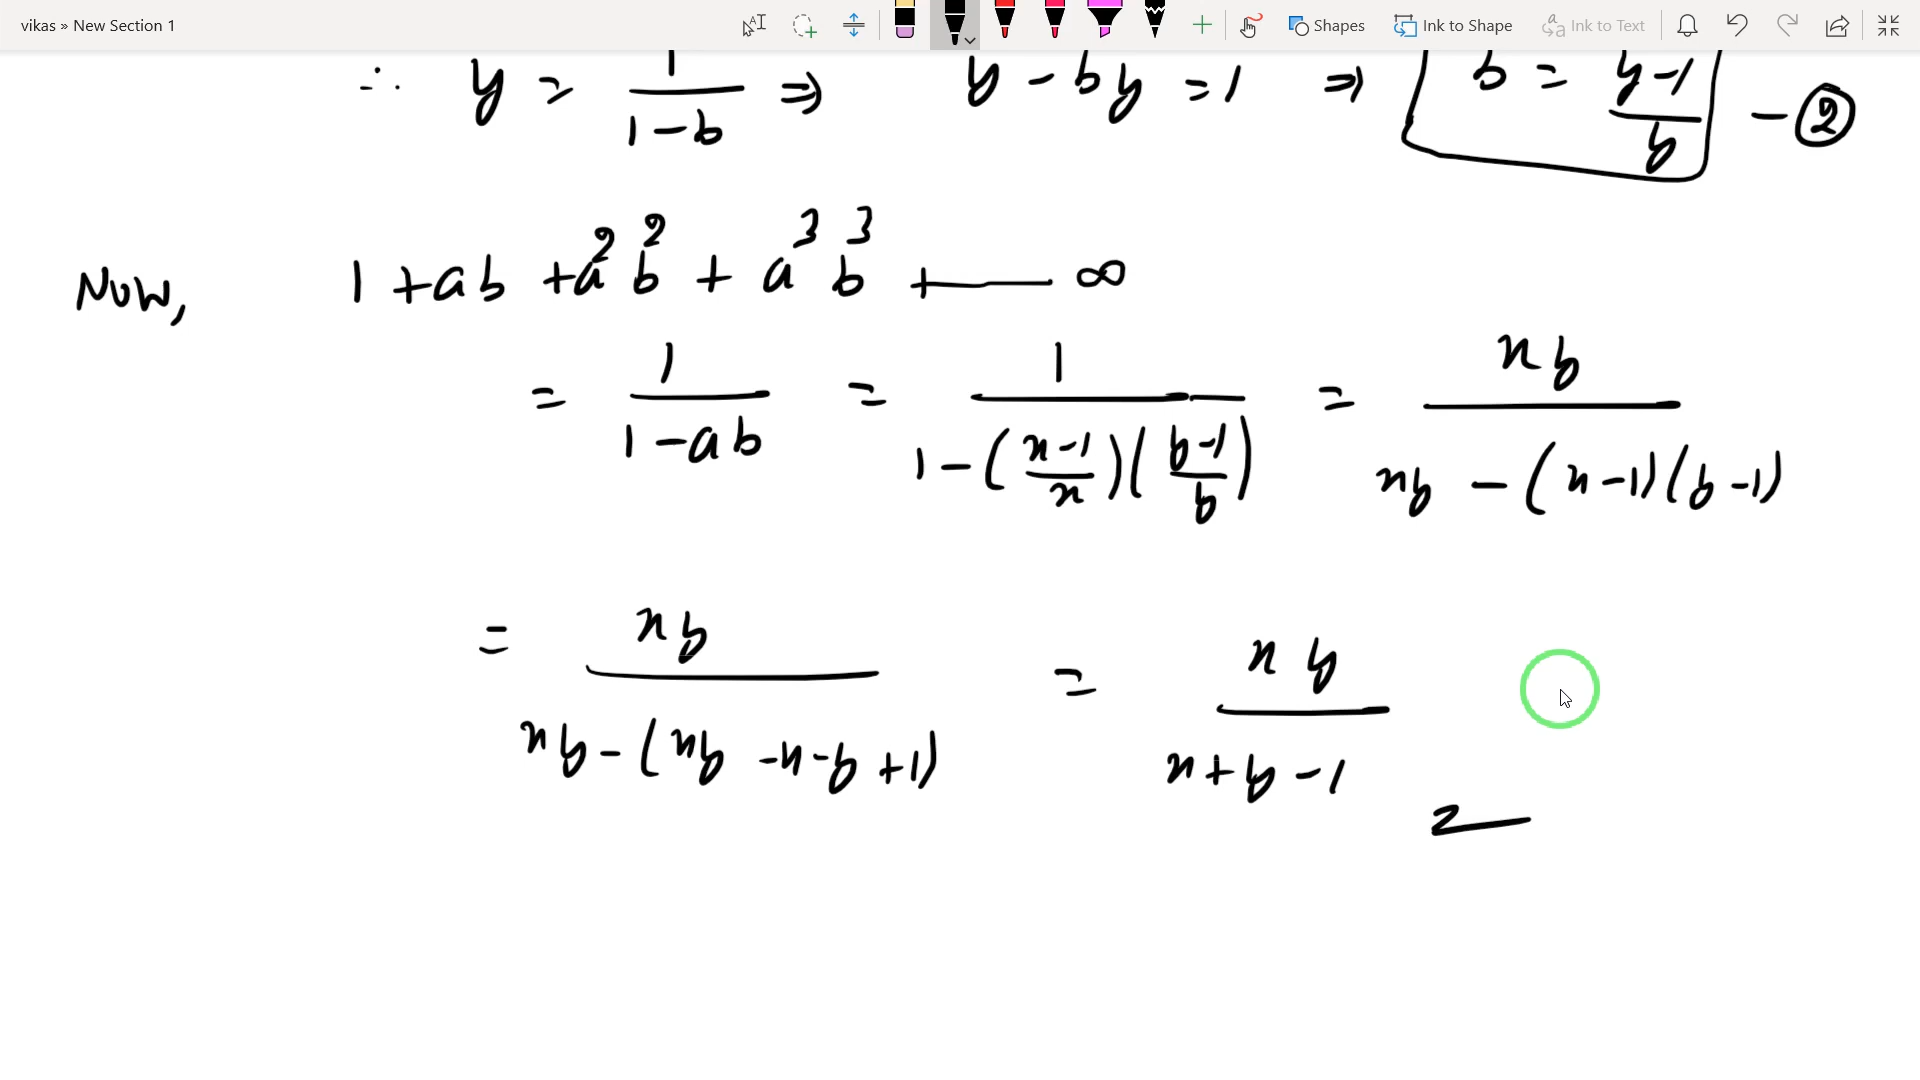 vikas » New Section 1
Shapes Ink to Shape Ink to Text
∴ y = 1/(1-b) ⇒ y - by = 1 ⇒ b = (y-1)/y - ②
Now, 1 + ab + a²b² + a³b³ + — ∞
= 1/(1-ab) = 1/(1-((x-1)/x)((y-1)/y)) = xy/(xy - (x-1)(y-1))
= xy/(xy-(xy-x-y+1)) = xy/(x+y-1)